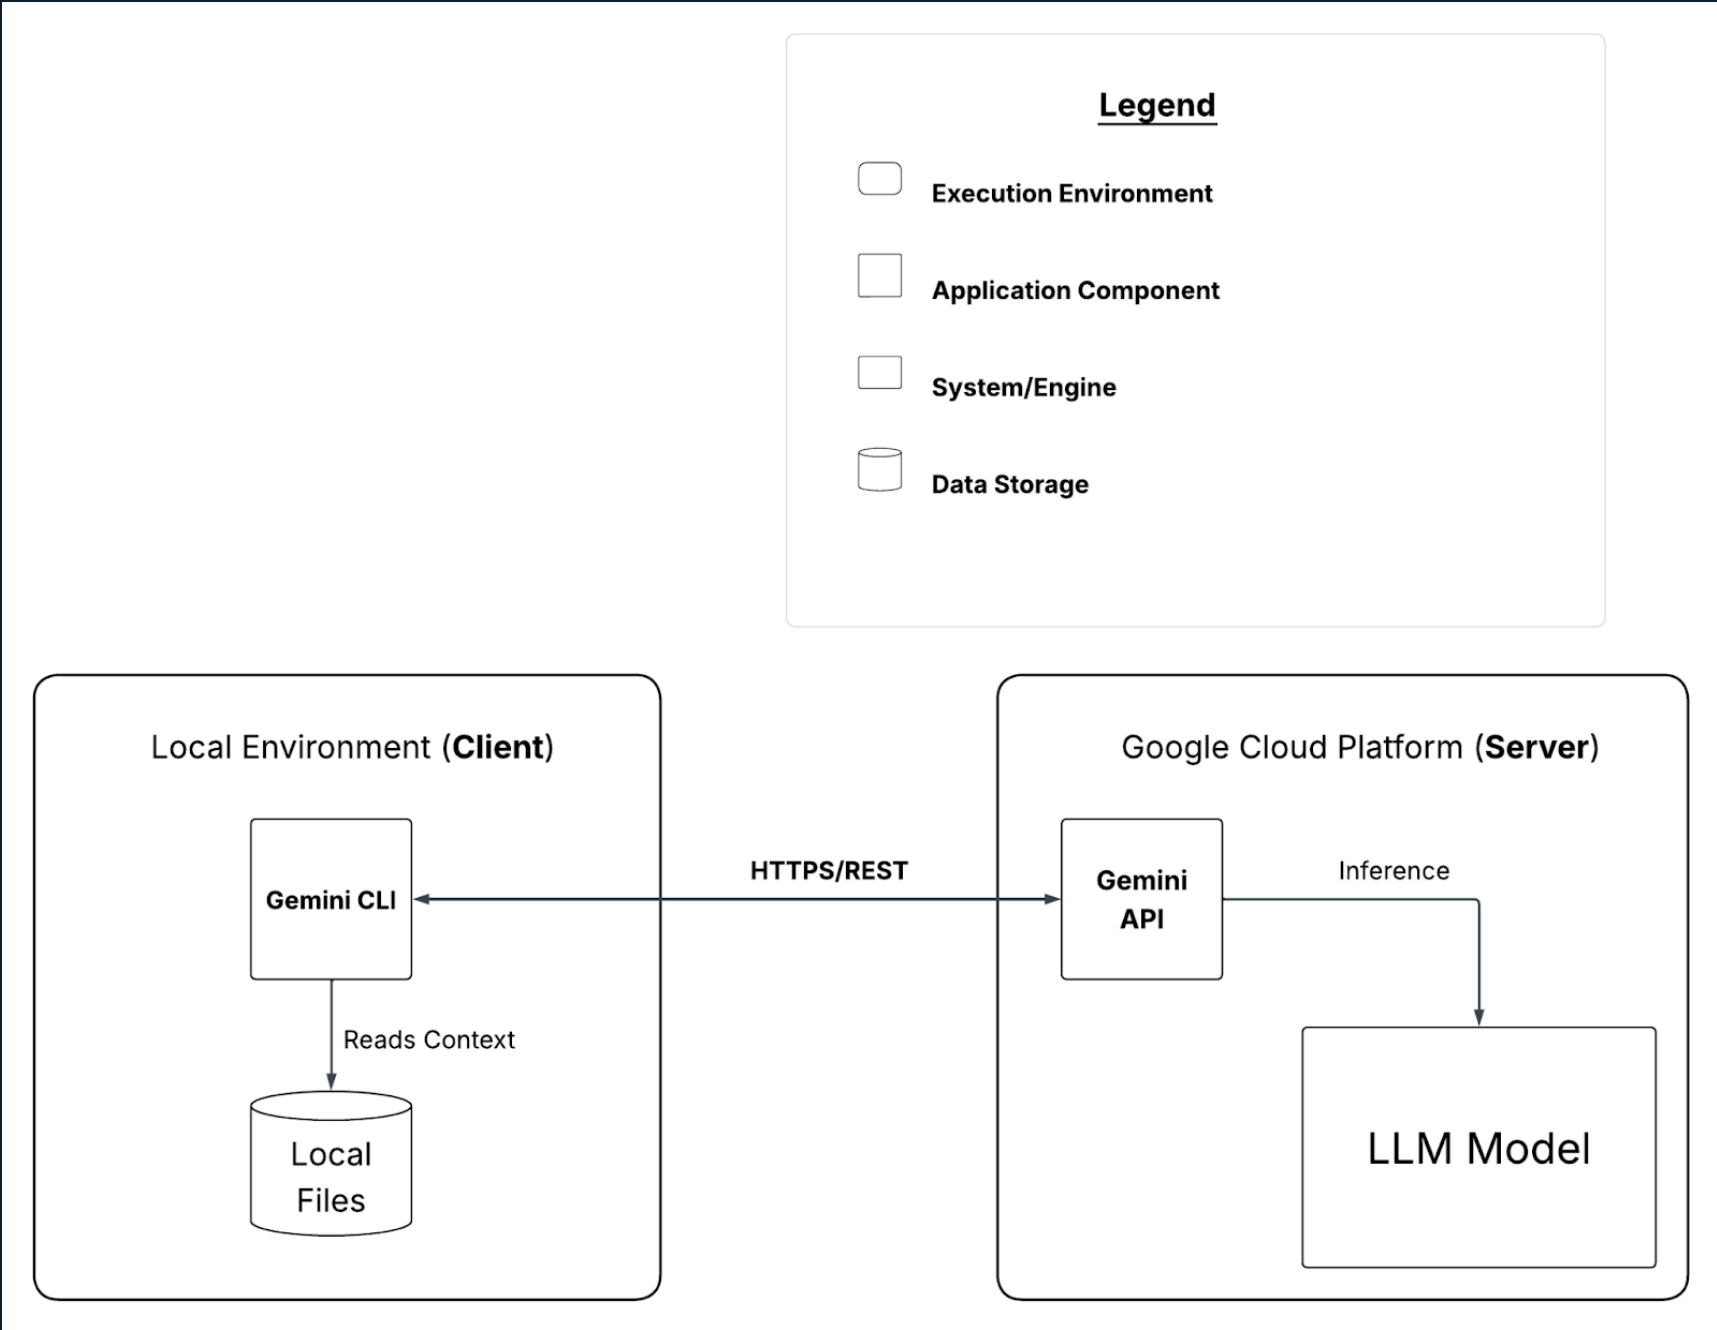 Legend
Execution Environment
Application Component
System/Engine
Data Storage
Local Environment (Client)
Google Cloud Platform (Server)
Gemini CLI
HTTPS/REST
Gemini
API
Inference
Reads Context
Local
Files
LLM Model